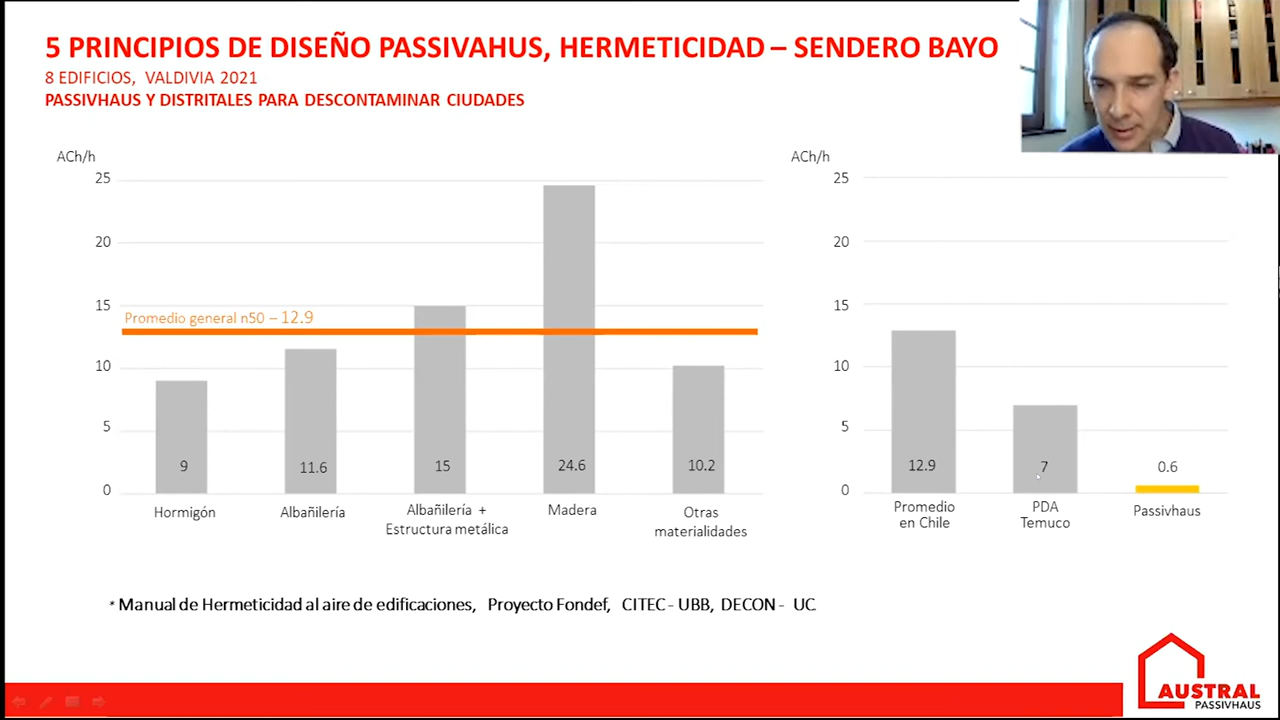 5 PRINCIPIOS DE DISEÑO PASSIVAHUS, HERMETICIDAD – SENDERO BAYO
8 EDIFICIOS, VALDIVIA 2021
PASSIVHAUS Y DISTRITALES PARA DESCONTAMINAR CIUDADES
ACh/h
25
20
15
10
5
0
Promedio general n50 – 12.9
9
11.6
15
24.6
10.2
Hormigón
Albañilería
Albañilería +
Estructura metálica
Madera
Otras
materialidades
ACh/h
25
20
15
10
5
0
12.9
7
0.6
Promedio
en Chile
PDA
Temuco
Passivhaus
* Manual de Hermeticidad al aire de edificaciones, Proyecto Fondef, CITEC - UBB, DECON - UC.
AUSTRAL
PASSIVHAUS